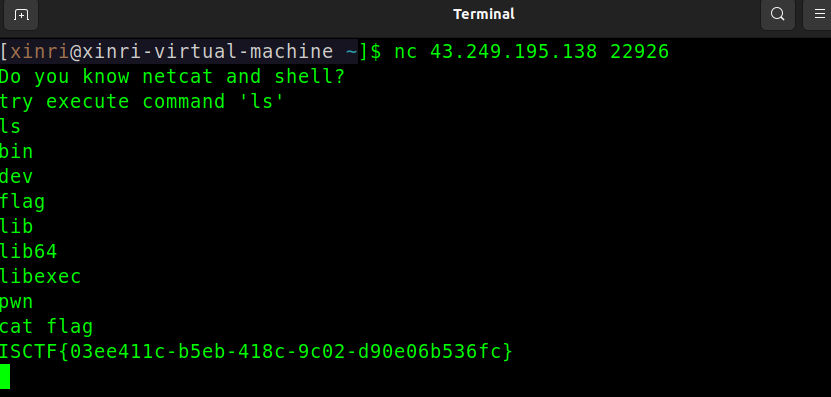 Terminal
[xinri@xinri-virtual-machine ~]$ nc 43.249.195.138 22926
Do you know netcat and shell?
try execute command 'ls'
ls
bin
dev
flag
lib
lib64
libexec
pwn
cat flag
ISCTF{03ee411c-b5eb-418c-9c02-d90e06b536fc}